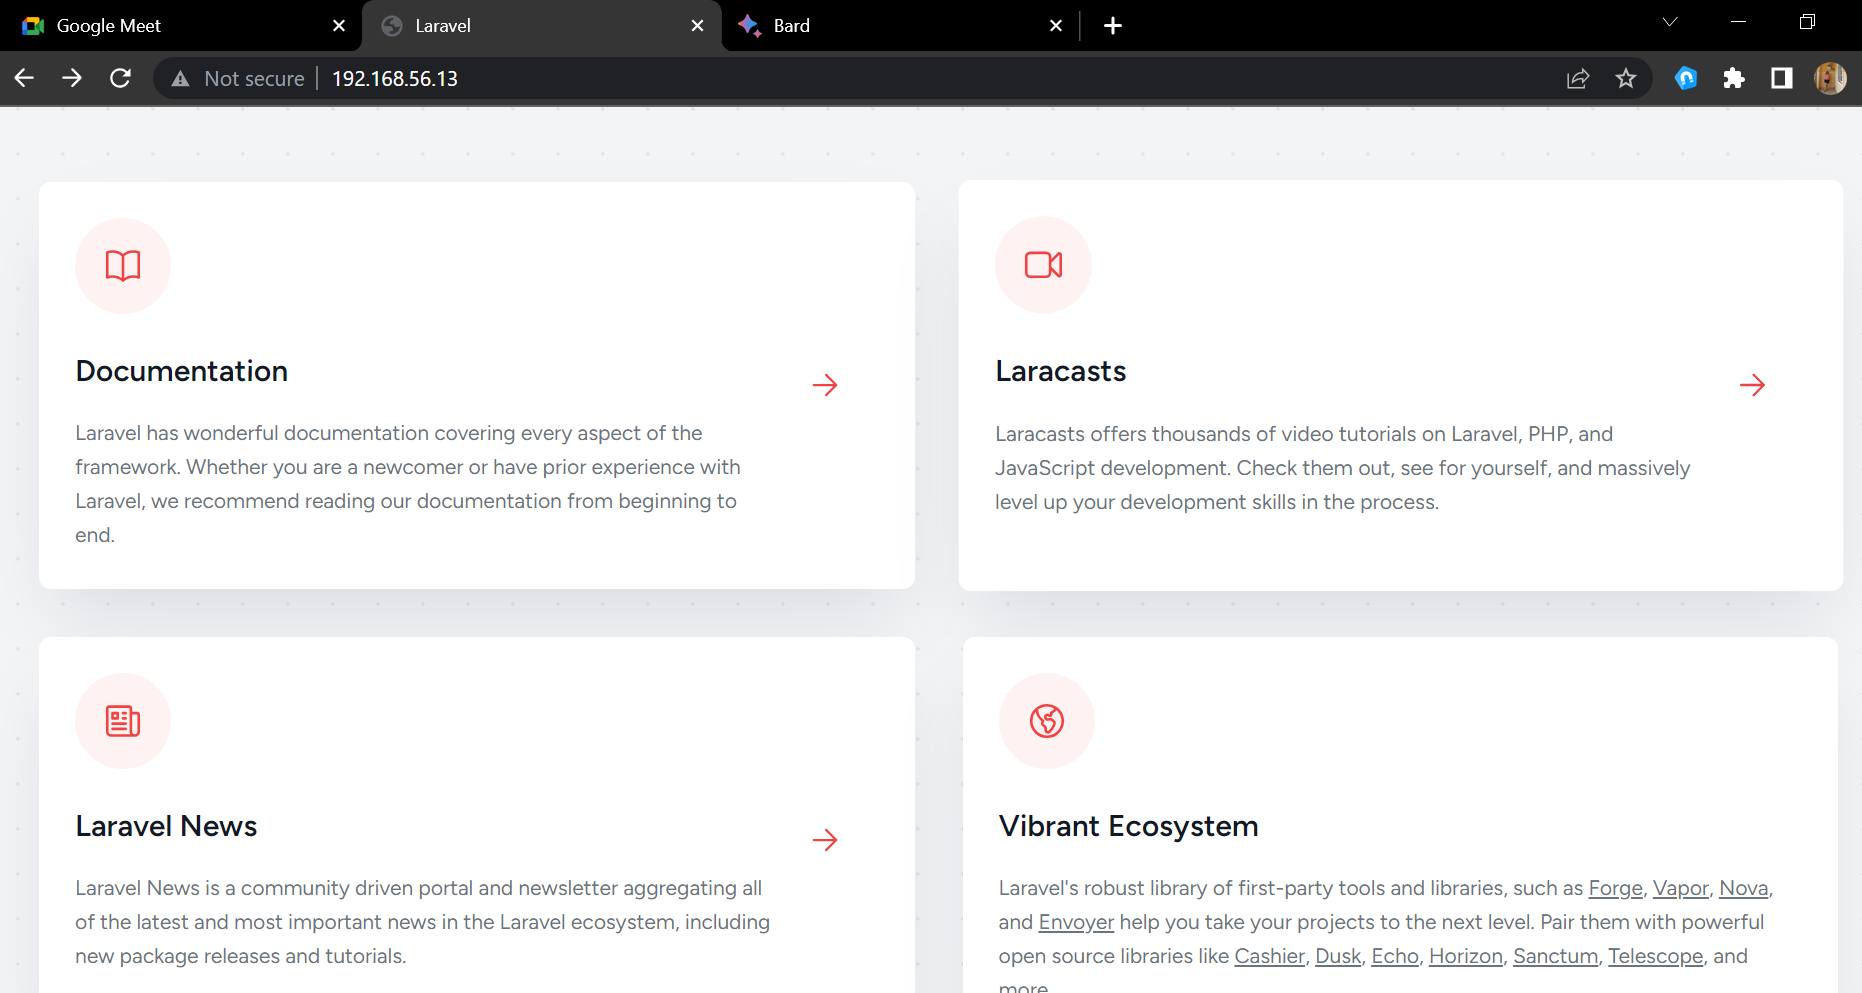 Google Meet
Laravel
Bard
Not secure
192.168.56.13
Documentation
Laravel has wonderful documentation covering every aspect of the
framework. Whether you are a newcomer or have prior experience with
Laravel, we recommend reading our documentation from beginning to
end.
Laracasts
Laracasts offers thousands of video tutorials on Laravel, PHP, and
JavaScript development. Check them out, see for yourself, and massively
level up your development skills in the process.
Laravel News
Laravel News is a community driven portal and newsletter aggregating all
of the latest and most important news in the Laravel ecosystem, including
new package releases and tutorials.
Vibrant Ecosystem
Laravel's robust library of first-party tools and libraries, such as Forge, Vapor, Nova,
and Envoyer help you take your projects to the next level. Pair them with powerful
open source libraries like Cashier, Dusk, Echo, Horizon, Sanctum, Telescope, and
more